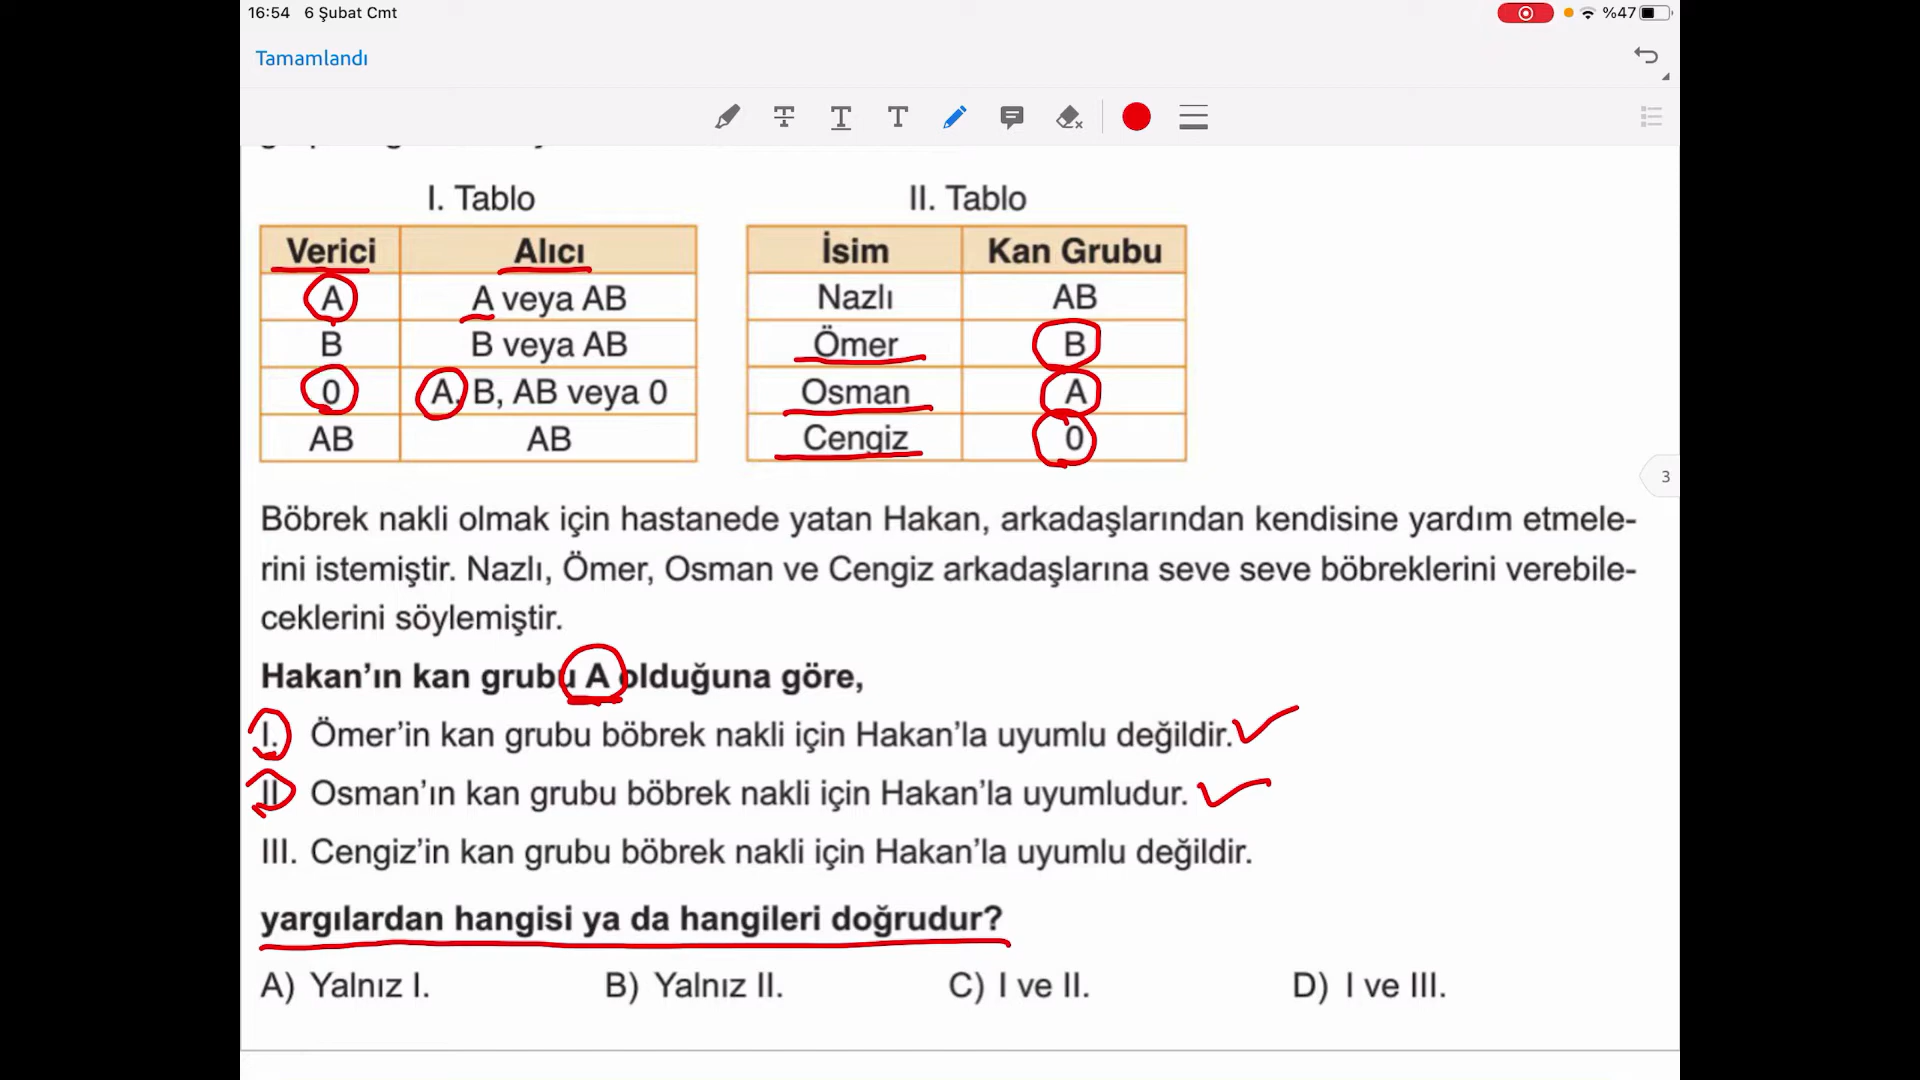 16:54 6 Şubat Cmt %47
Tamamlandı
I. Tablo II. Tablo
Verici Alıcı İsim Kan Grubu
A A veya AB Nazlı AB
B B veya AB Ömer B
0 A, B, AB veya 0 Osman A
AB AB Cengiz 0
3
Böbrek nakli olmak için hastanede yatan Hakan, arkadaşlarından kendisine yardım etmele-
rini istemiştir. Nazlı, Ömer, Osman ve Cengiz arkadaşlarına seve seve böbreklerini verebile-
ceklerini söylemiştir.
Hakan’ın kan grubu A olduğuna göre,
I. Ömer’in kan grubu böbrek nakli için Hakan’la uyumlu değildir.
II Osman’ın kan grubu böbrek nakli için Hakan’la uyumludur.
III. Cengiz’in kan grubu böbrek nakli için Hakan’la uyumlu değildir.
yargılardan hangisi ya da hangileri doğrudur?
A) Yalnız I. B) Yalnız II. C) I ve II. D) I ve III.